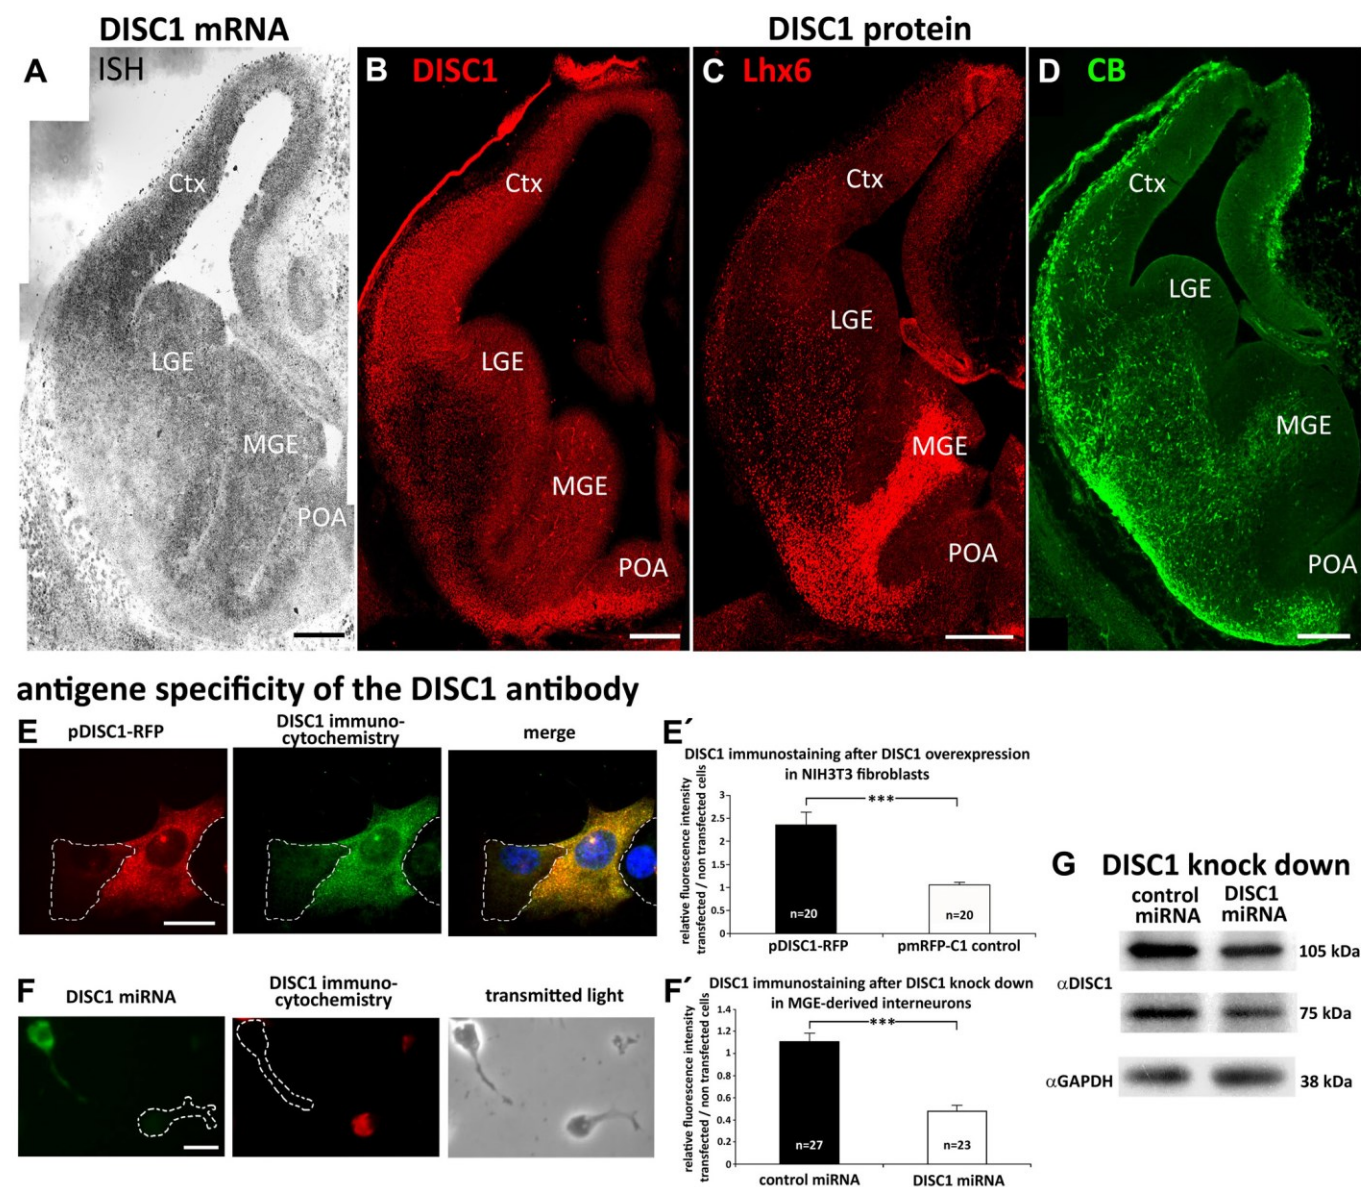 DISC1 mRNA
DISC1 protein
A
ISH
Ctx
LGE
MGE
POA
B DISC1
Ctx
LGE
MGE
POA
C Lhx6
Ctx
LGE
MGE
POA
D CB
Ctx
LGE
MGE
POA
antigene specificity of the DISC1 antibody
E
pDISC1-RFP
DISC1 immuno-
cytochemistry
merge
E´
DISC1 immunostaining after DISC1 overexpression
in NIH3T3 fibroblasts
relative fluorescence intensity
transfected / non transfected cells
3
2.5
2
1.5
1
0.5
0
***
n=20
n=20
pDISC1-RFP
pmRFP-C1 control
F
DISC1 miRNA
DISC1 immuno-
cytochemistry
transmitted light
F´
DISC1 immunostaining after DISC1 knock down
in MGE-derived interneurons
relative fluorescence intensity
transfected / non transfected cells
1.4
1.2
1
0.8
0.6
0.4
0.2
0
***
n=27
n=23
control miRNA
DISC1 miRNA
G DISC1 knock down
control
miRNA
DISC1
miRNA
αDISC1
105 kDa
75 kDa
αGAPDH
38 kDa